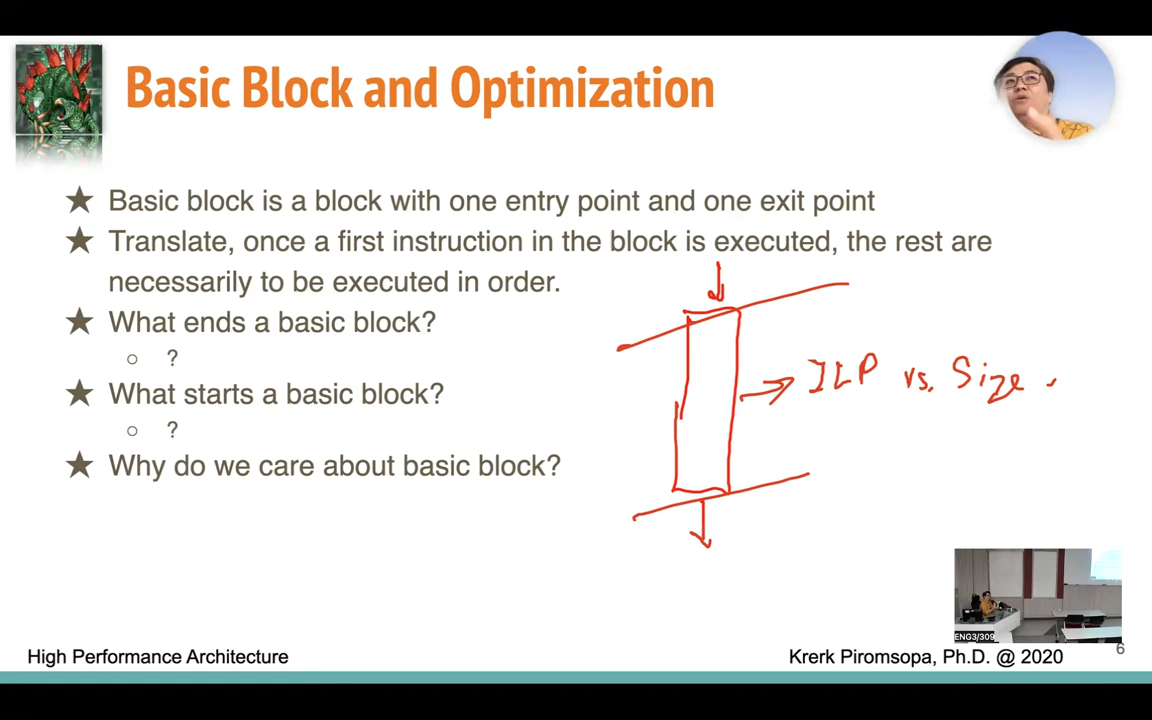 Basic Block and Optimization
★ Basic block is a block with one entry point and one exit point
★ Translate, once a first instruction in the block is executed, the rest are
necessarily to be executed in order.
★ What ends a basic block?
○ ?
★ What starts a basic block?
○ ?
★ Why do we care about basic block?
ILP vs. Size
ENG3/309
High Performance Architecture
Krerk Piromsopa, Ph.D. @ 2020
6